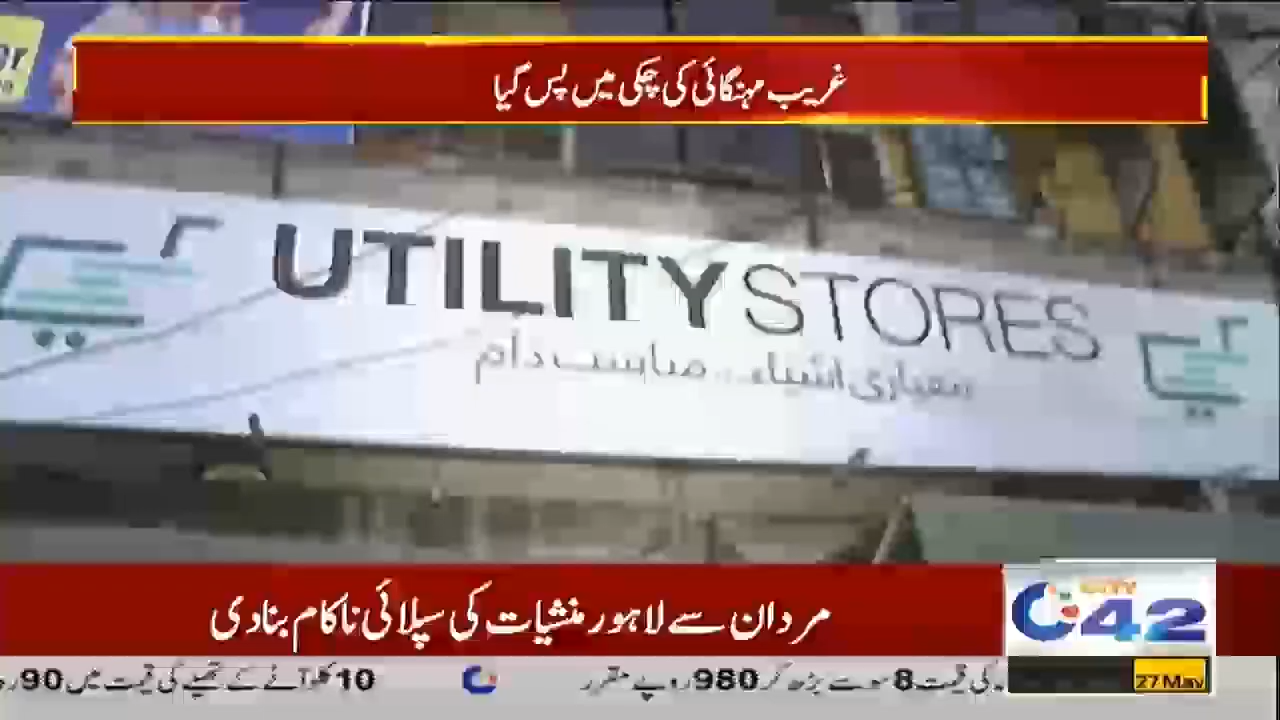 غریب مہنگائی کی چکی میں پس گیا
UTILITY STORES
معیاری اشیاء۔۔ مناسب دام
مردان سے لاہور منشیات کی سپلائی ناکام بنادی
CITY 42
کی قیمت 8 سو سے بڑھ کر 980 روپے مقرر
10 کلو آٹے کے تھیلے کی قیمت میں 90
27 May